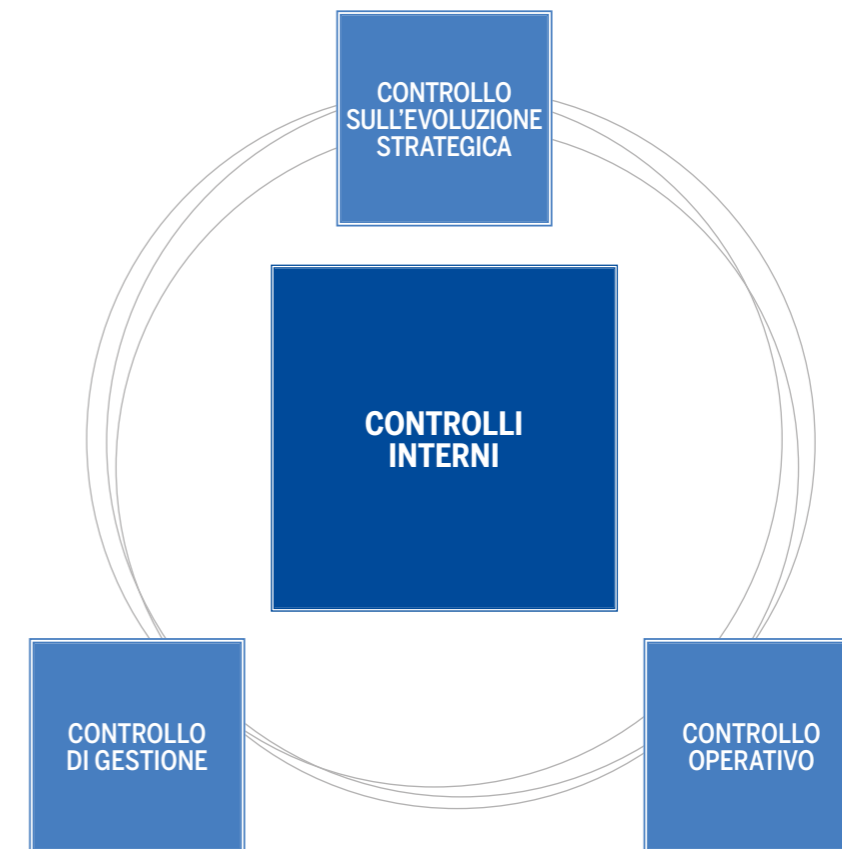 CONTROLLO
SULL'EVOLUZIONE
STRATEGICA
CONTROLLI
INTERNI
CONTROLLO
DI GESTIONE
CONTROLLO
OPERATIVO